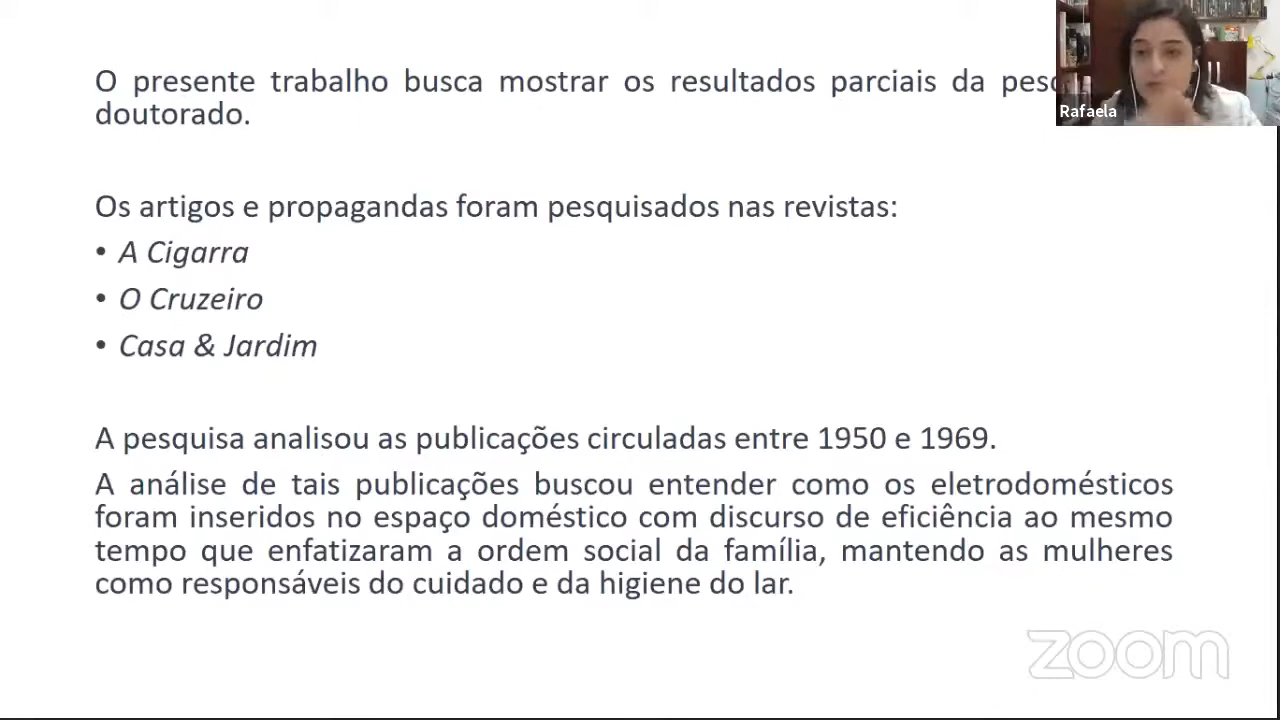 O presente trabalho busca mostrar os resultados parciais da
doutorado.
Os artigos e propagandas foram pesquisados nas revistas:
• A Cigarra
• O Cruzeiro
• Casa & Jardim
A pesquisa analisou as publicações circuladas entre 1950 e 1969.
A análise de tais publicações buscou entender como os eletrodomésticos
foram inseridos no espaço doméstico com discurso de eficiência ao mesmo
tempo que enfatizaram a ordem social da família, mantendo as mulheres
como responsáveis do cuidado e da higiene do lar.
Rafaela
zoom